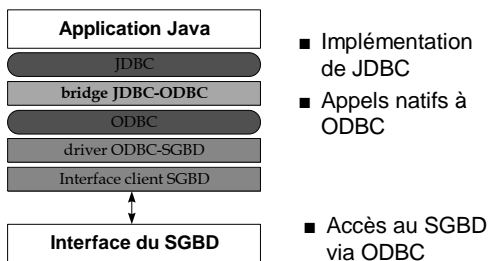 Application Java
JDBC
bridge JDBC-ODBC
ODBC
driver ODBC-SGBD
Interface client SGBD
Interface du SGBD
■ Implémentation
de JDBC
■ Appels natifs à
ODBC
■ Accès au SGBD
via ODBC